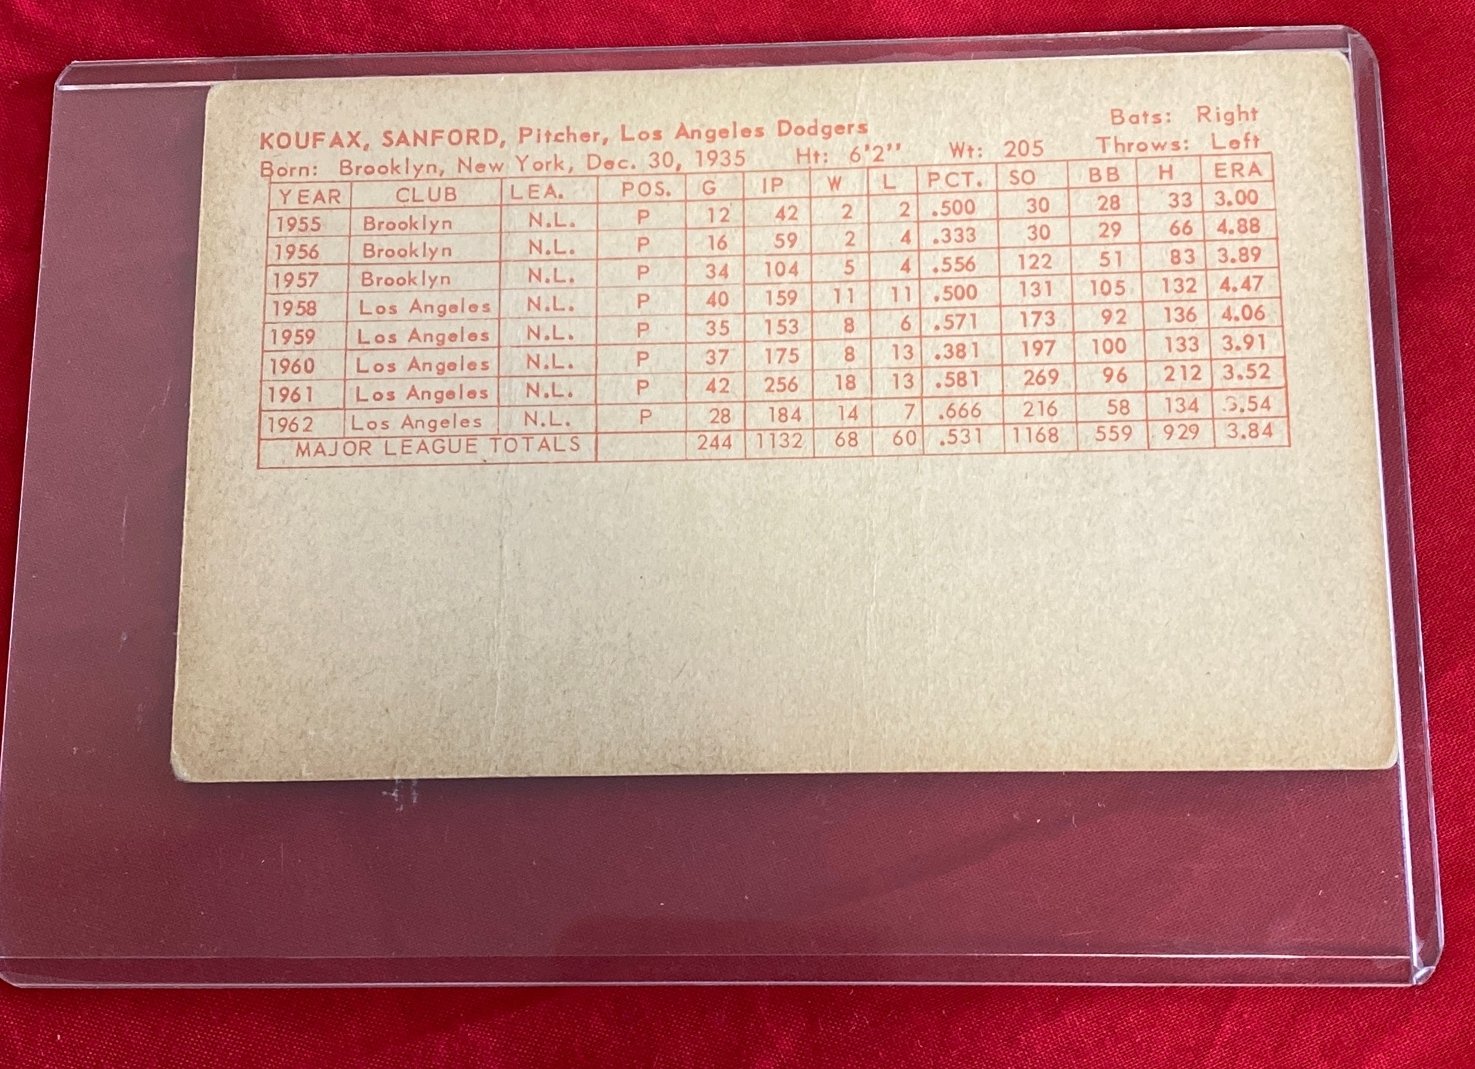 KOUFAX, SANFORD, Pitcher, Los Angeles Dodgers Bats: Right
Born: Brooklyn, New York, Dec. 30, 1935 Ht: 6'2" Wt: 205 Throws: Left
YEAR CLUB LEA. POS. G IP W L PCT. SO BB H ERA
1955 Brooklyn N.L. P 12 42 2 2 .500 30 28 33 3.00
1956 Brooklyn N.L. P 16 59 2 4 .333 30 29 66 4.88
1957 Brooklyn N.L. P 34 104 5 4 .556 122 51 83 3.89
1958 Los Angeles N.L. P 40 159 11 11 .500 131 105 132 4.47
1959 Los Angeles N.L. P 35 153 8 6 .571 173 92 136 4.06
1960 Los Angeles N.L. P 37 175 8 13 .381 197 100 133 3.91
1961 Los Angeles N.L. P 42 256 18 13 .581 269 96 212 3.52
1962 Los Angeles N.L. P 28 184 14 7 .666 216 58 134 3.54
MAJOR LEAGUE TOTALS 244 1132 68 60 .531 1168 559 929 3.84